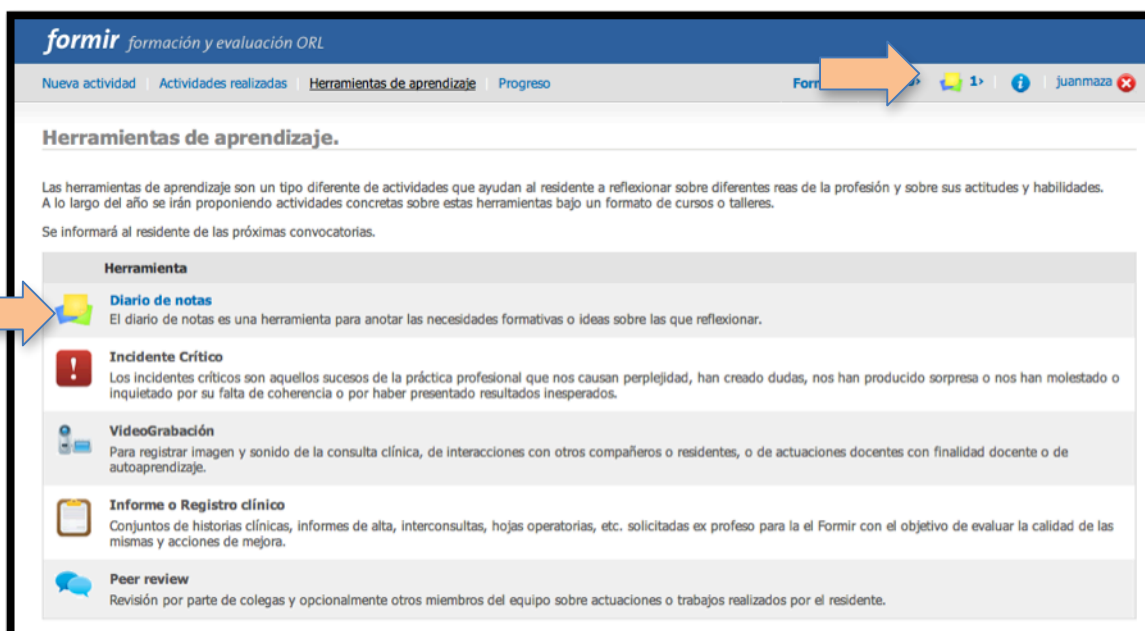 formir formación y evaluación ORL
Nueva actividad Actividades realizadas Herramientas de aprendizaje Progreso 1› juanmaza
Herramientas de aprendizaje.
Las herramientas de aprendizaje son un tipo diferente de actividades que ayudan al residente a reflexionar sobre diferentes reas de la profesión y sobre sus actitudes y habilidades.
A lo largo del año se irán proponiendo actividades concretas sobre estas herramientas bajo un formato de cursos o talleres.
Se informará al residente de las próximas convocatorias.
Herramienta
Diario de notas
El diario de notas es una herramienta para anotar las necesidades formativas o ideas sobre las que reflexionar.
Incidente Crítico
Los incidentes críticos son aquellos sucesos de la práctica profesional que nos causan perplejidad, han creado dudas, nos han producido sorpresa o nos han molestado o
inquietado por su falta de coherencia o por haber presentado resultados inesperados.
VideoGrabación
Para registrar imagen y sonido de la consulta clínica, de interacciones con otros compañeros o residentes, o de actuaciones docentes con finalidad docente o de
autoaprendizaje.
Informe o Registro clínico
Conjuntos de historias clínicas, informes de alta, interconsultas, hojas operatorias, etc. solicitadas ex profeso para la el Formir con el objetivo de evaluar la calidad de las
mismas y acciones de mejora.
Peer review
Revisión por parte de colegas y opcionalmente otros miembros del equipo sobre actuaciones o trabajos realizados por el residente.